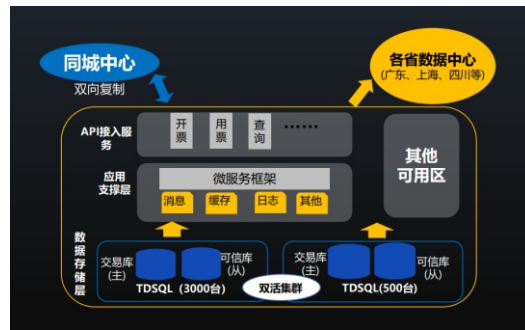 同城中心
双向复制
各省数据中心
(广东、上海、四川等)
API接入服
务
开
票
用
票
查
询
······
其他
可用区
应用
支撑层
微服务框架
消息
缓存
日志
其他
数
据
存
储
层
交易库
(主)
可信库
(从)
TDSQL (3000台)
双活集群
交易库
(主)
可信库
(从)
TDSQL(500台)